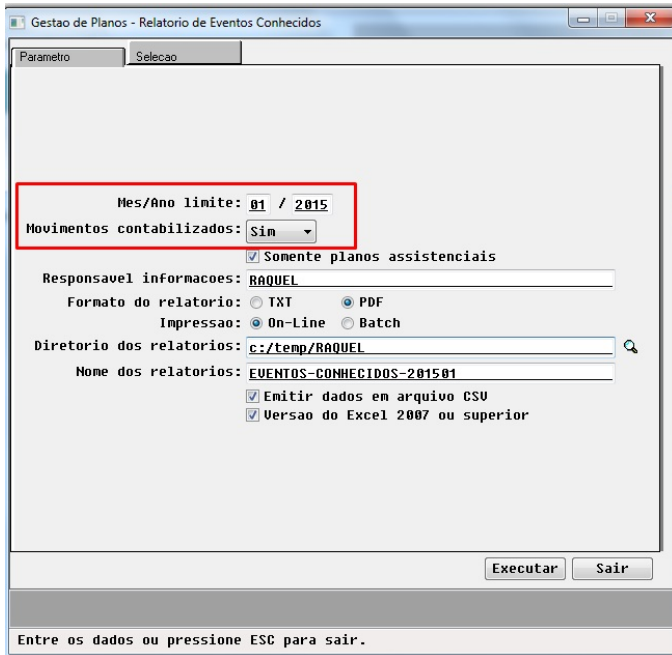 Gestao de Planos - Relatorio de Eventos Conhecidos
Parametro Selecao
Mes/Ano limite: 01 / 2015
Movimentos contabilizados: Sim
Somente planos assistenciais
Responsavel informacoes: RAQUEL
Formato do relatorio: TXT PDF
Impressao: On-Line Batch
Diretorio dos relatorios: c:/temp/RAQUEL
Nome dos relatorios: EVENTOS-CONHECIDOS-201501
Emitir dados em arquivo CSV
Versao do Excel 2007 ou superior
Executar Sair
Entre os dados ou pressione ESC para sair.